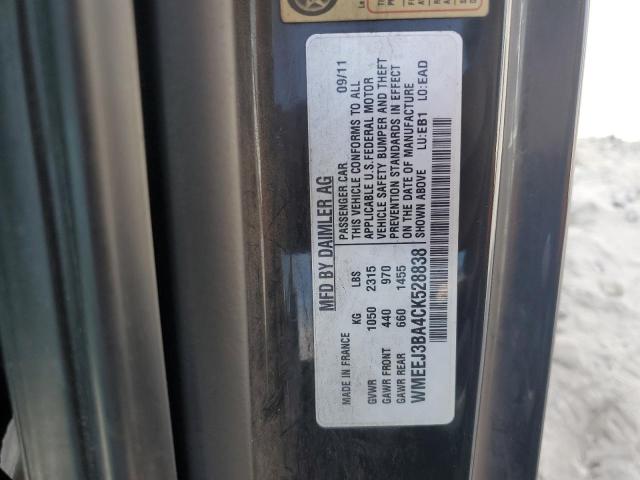 MFD BY DAIMLER AG
PASSENGER CAR 09/11
THIS VEHICLE CONFORMS TO ALL
APPLICABLE U.S.FEDERAL MOTOR
VEHICLE SAFETY BUMPER AND THEFT
PREVENTION STANDARDS IN EFFECT
ON THE DATE OF MANUFACTURE
SHOWN ABOVE LU:EB1 LO:EAD
MADE IN FRANCE KG LBS
GVWR 1050 2315
GAWR FRONT 440 970
GAWR REAR 660 1455
WMEEJ3BA4CK528838